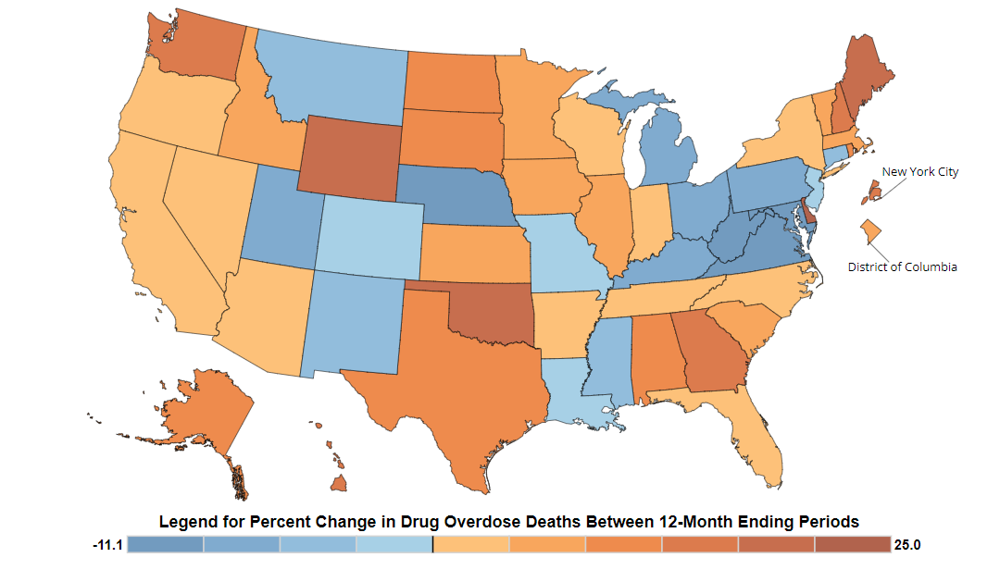 New York City
District of Columbia
Legend for Percent Change in Drug Overdose Deaths Between 12-Month Ending Periods
-11.1 25.0